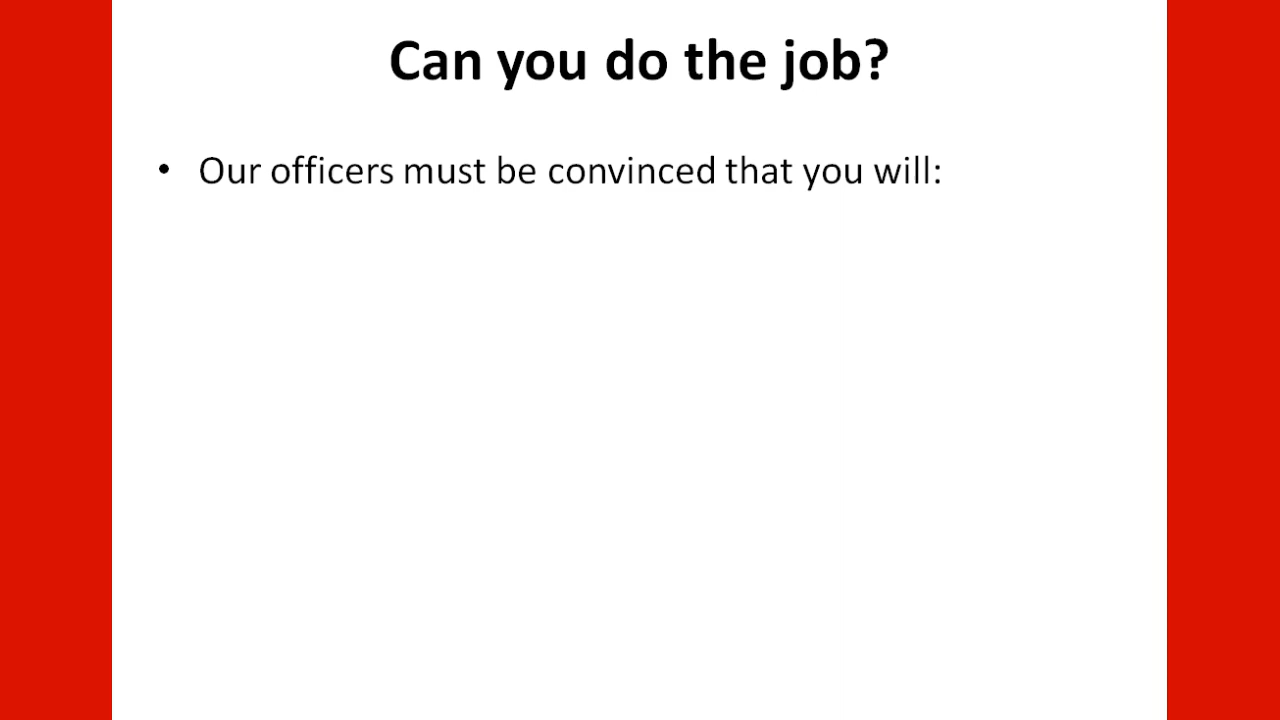 Can you do the job?
• Our officers must be convinced that you will: